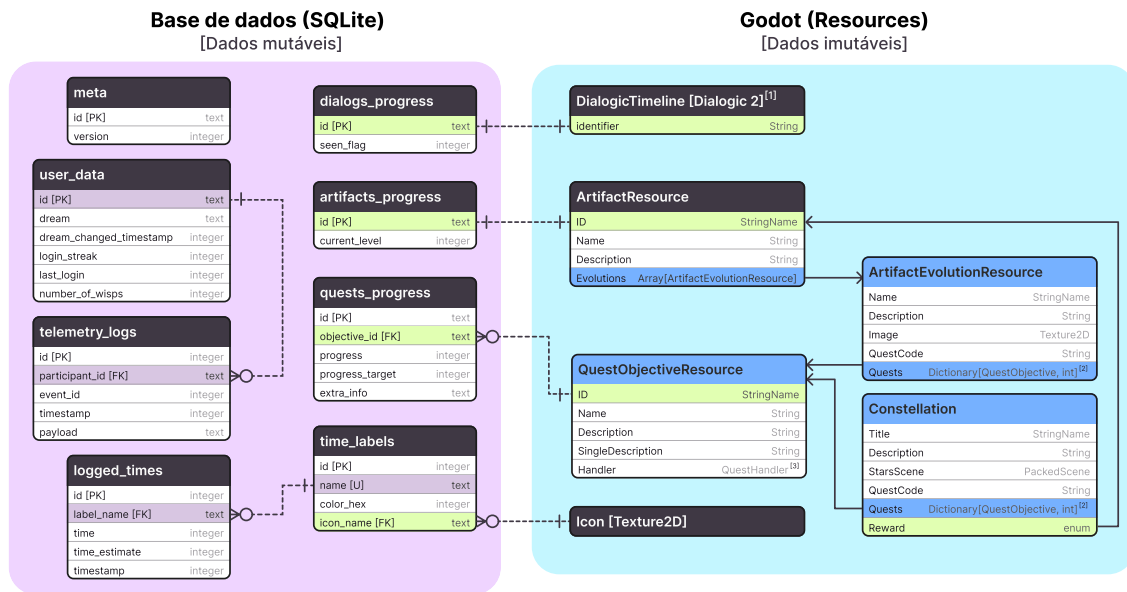 Base de dados (SQLite)
[Dados mutáveis]
meta
id [PK] text
version integer
user_data
id [PK] text
dream text
dream_changed_timestamp integer
login_streak integer
last_login integer
number_of_wisps integer
telemetry_logs
id [PK] integer
participant_id [FK] text
event_id integer
timestamp integer
payload text
logged_times
id [PK] integer
label_name [FK] text
time integer
time_estimate integer
timestamp integer
dialogs_progress
id [PK] text
seen_flag integer
artifacts_progress
id [PK] text
current_level integer
quests_progress
id [PK] text
objective_id [FK] text
progress integer
progress_target integer
extra_info text
time_labels
id [PK] integer
name [U] text
color_hex integer
icon_name [FK] text
Godot (Resources)
[Dados imutáveis]
DialogicTimeline [Dialogic 2][1]
identifier String
ArtifactResource
ID StringName
Name String
Description String
Evolutions Array[ArtifactEvolutionResource]
QuestObjectiveResource
ID StringName
Name String
Description String
SingleDescription String
Handler QuestHandler[3]
Icon [Texture2D]
ArtifactEvolutionResource
Name StringName
Description String
Image Texture2D
QuestCode String
Quests Dictionary[QuestObjective, int][2]
Constellation
Title StringName
Description String
StarsScene PackedScene
QuestCode String
Quests Dictionary[QuestObjective, int][2]
Reward enum